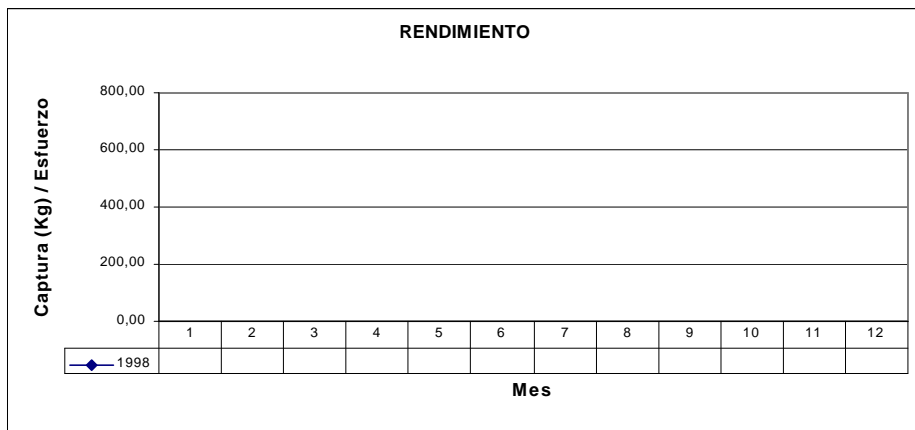 RENDIMIENTO
Captura (Kg) / Esfuerzo
800,00
600,00
400,00
200,00
0,00
1 2 3 4 5 6 7 8 9 10 11 12
1998
Mes